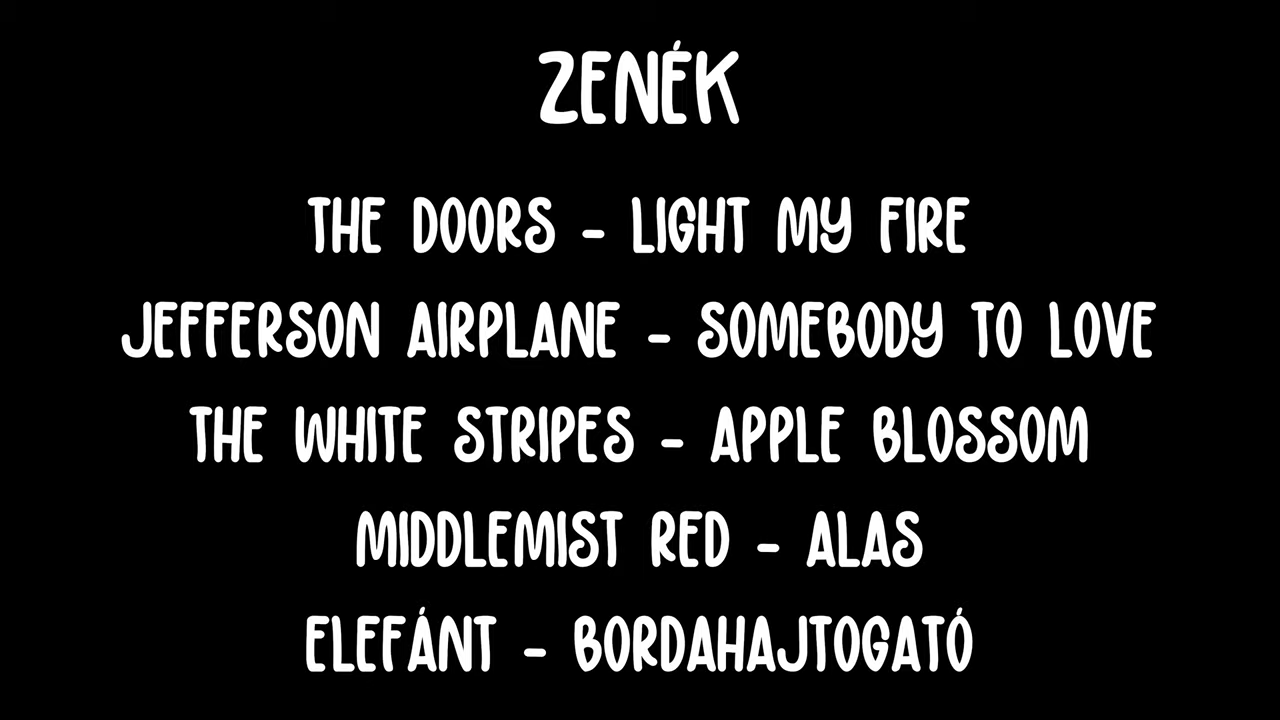 ZENÉK
THE DOORS - LIGHT MY FIRE
JEFFERSON AIRPLANE - SOMEBODY TO LOVE
THE WHITE STRIPES - APPLE BLOSSOM
MIDDLEMIST RED - ALAS
ELEFÁNT - BORDAHAJTOGATÓ